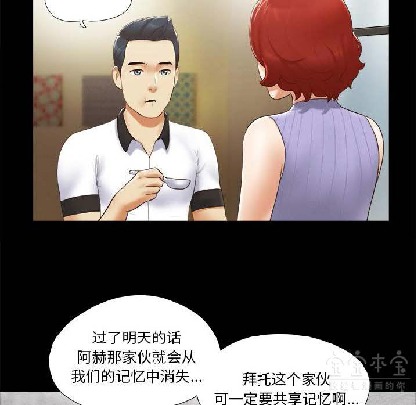 过了明天的话
阿赫那家伙就会从
我们的记忆中消失...
拜托这个家伙
可一定要共享记忆啊...